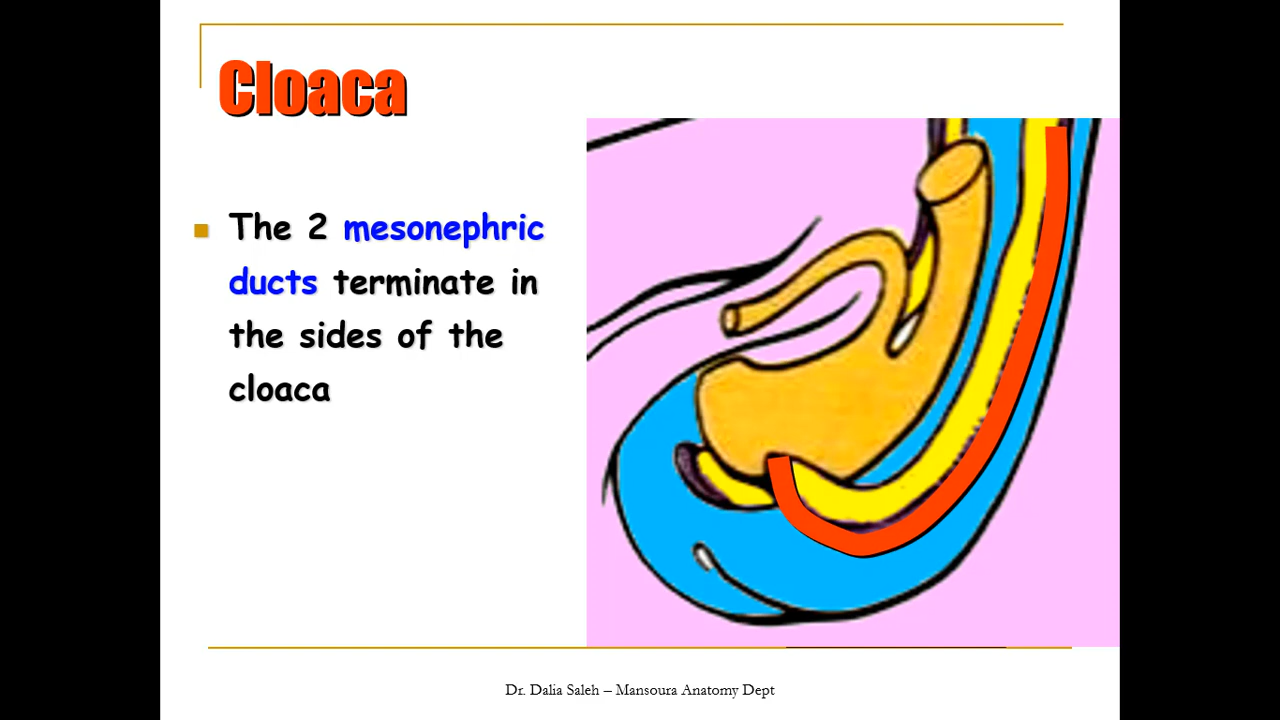 Cloaca
The 2 mesonephric
ducts terminate in
the sides of the
cloaca
Dr. Dalia Saleh – Mansoura Anatomy Dept